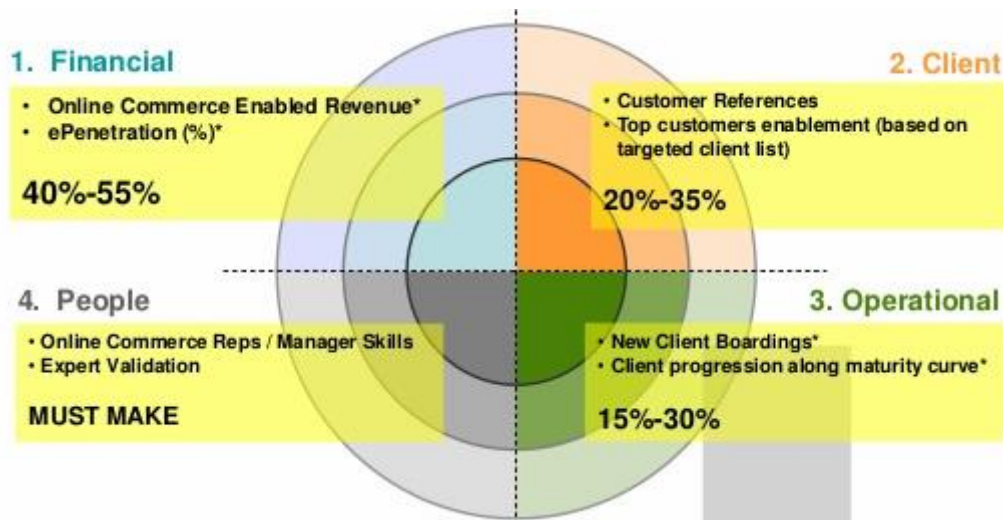 1. Financial
• Online Commerce Enabled Revenue*
• ePenetration (%)*
40%-55%
2. Client
• Customer References
• Top customers enablement (based on
targeted client list)
20%-35%
4. People
• Online Commerce Reps / Manager Skills
• Expert Validation
MUST MAKE
3. Operational
• New Client Boardings*
• Client progression along maturity curve*
15%-30%